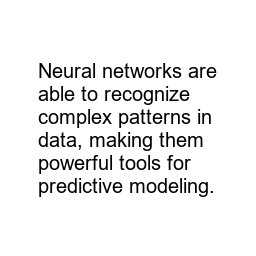 Neural networks are
able to recognize
complex patterns in
data, making them
powerful tools for
predictive modeling.